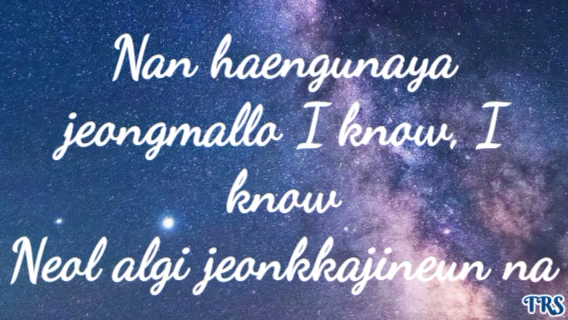 Nan haengunaya
jeongmallo I know, I
know
Neol algi jeonkkajineun na
TRS